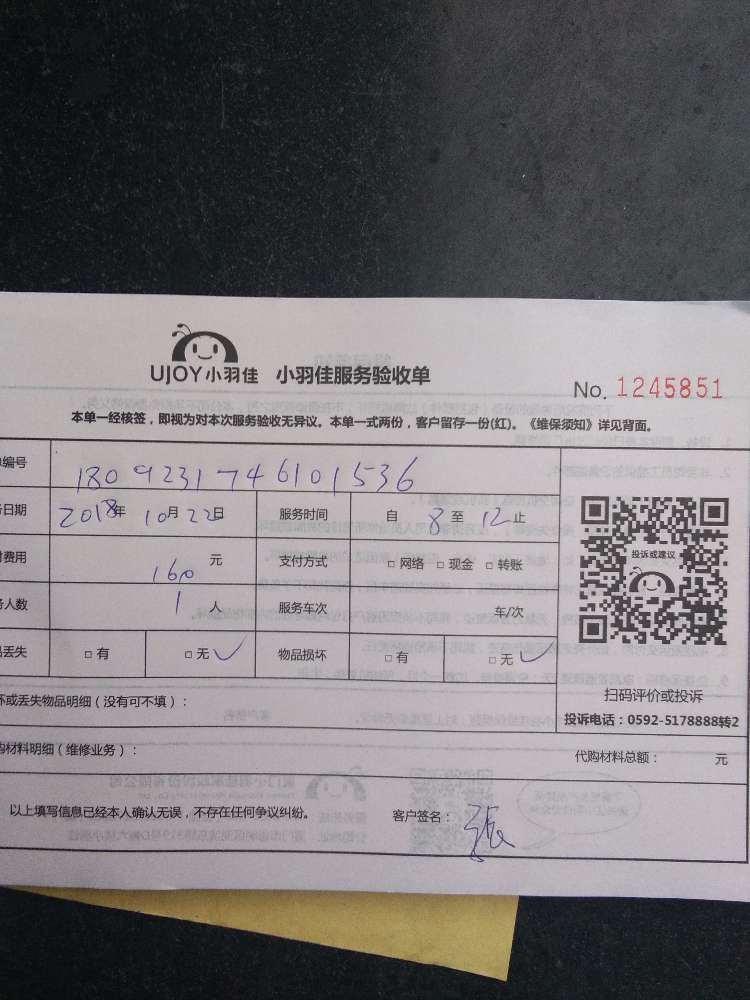 UJOY小羽佳 小羽佳服务验收单
No. 1245851
本单一经核签，即视为对本次服务验收无异议。本单一式两份，客户留存一份(红)。《维保须知》详见背面。
编号 1809231746101536
日期 2018年 10月22日 服务时间 自 8 至 12 止
费用 160 元 支付方式 □ 网络 □ 现金 □ 转账
人数 1 人 服务车次 车/次
丢失 □ 有 □ 无 ✓ 物品损坏 □ 有 □ 无 ✓
投诉或建议
扫码评价或投诉
投诉电话：0592-5178888转2
坏或丢失物品明细（没有可不填）：
购材料明细（维修业务）：
代购材料总额： 元
以上填写信息已经本人确认无误，不存在任何争议纠纷。 客户签名： 张